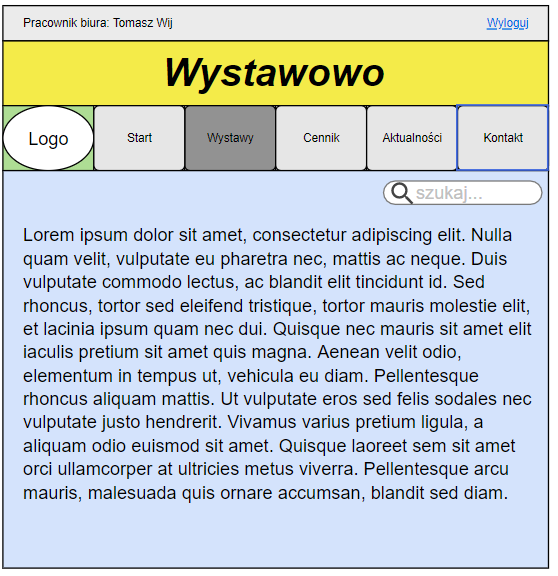 Pracownik biura: Tomasz Wij Wyloguj
Wystawowo
Logo Start Wystawy Cennik Aktualności Kontakt
szukaj...
Lorem ipsum dolor sit amet, consectetur adipiscing elit. Nulla
quam velit, vulputate eu pharetra nec, mattis ac neque. Duis
vulputate commodo lectus, ac blandit elit tincidunt id. Sed
rhoncus, tortor sed eleifend tristique, tortor mauris molestie elit,
et lacinia ipsum quam nec dui. Quisque nec mauris sit amet elit
iaculis pretium sit amet quis magna. Aenean velit odio,
elementum in tempus ut, vehicula eu diam. Pellentesque
rhoncus aliquam mattis. Ut vulputate eros sed felis sodales nec
vulputate justo hendrerit. Vivamus varius pretium ligula, a
aliquam odio euismod sit amet. Quisque laoreet sem sit amet
orci ullamcorper at ultricies metus viverra. Pellentesque arcu
mauris, malesuada quis ornare accumsan, blandit sed diam.